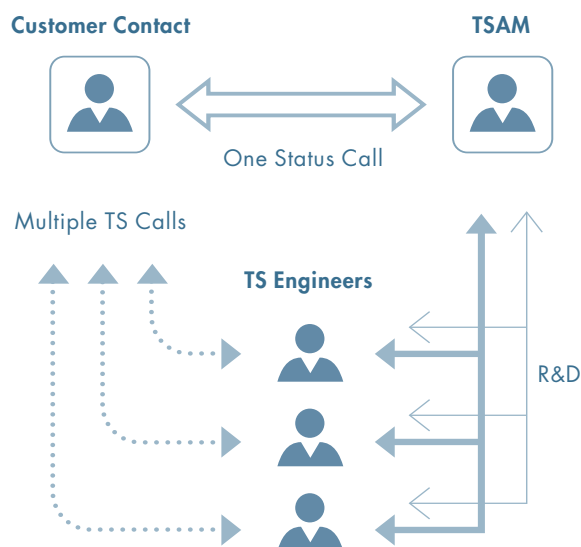 Customer Contact
TSAM
One Status Call
Multiple TS Calls
TS Engineers
R&D